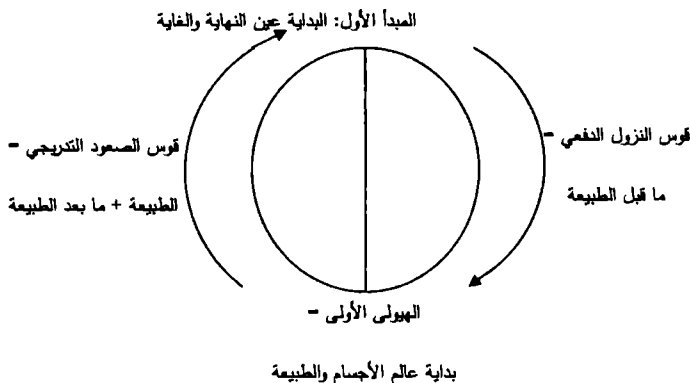 المبدأ الأول: البداية عين النهاية والغاية
قوس النزول الدفعي –
ما قبل الطبيعة
قوس الصعود التدريجي –
الطبيعة + ما بعد الطبيعة
الهيولى الأولى –
بداية عالم الأجسام والطبيعة